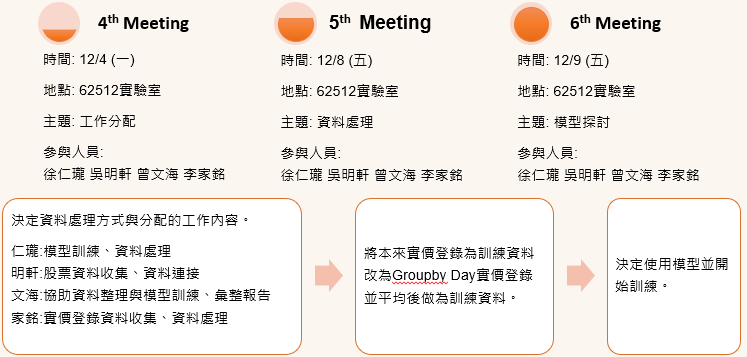 4th Meeting
時間: 12/4 (一)
地點: 62512實驗室
主題: 工作分配
參與人員:
徐仁瓏 吳明軒 曾文海 李家銘
5th Meeting
時間: 12/8 (五)
地點: 62512實驗室
主題: 資料處理
參與人員:
徐仁瓏 吳明軒 曾文海 李家銘
6th Meeting
時間: 12/9 (五)
地點: 62512實驗室
主題: 模型探討
參與人員:
徐仁瓏 吳明軒 曾文海 李家銘
決定資料處理方式與分配的工作內容。
仁瓏:模型訓練、資料處理
明軒:股票資料收集、資料連接
文海:協助資料整理與模型訓練、彙整報告
家銘:實價登錄資料收集、資料處理
將本來實價登錄為訓練資料
改為Groupby Day實價登錄
並平均後做為訓練資料。
決定使用模型並開
始訓練。